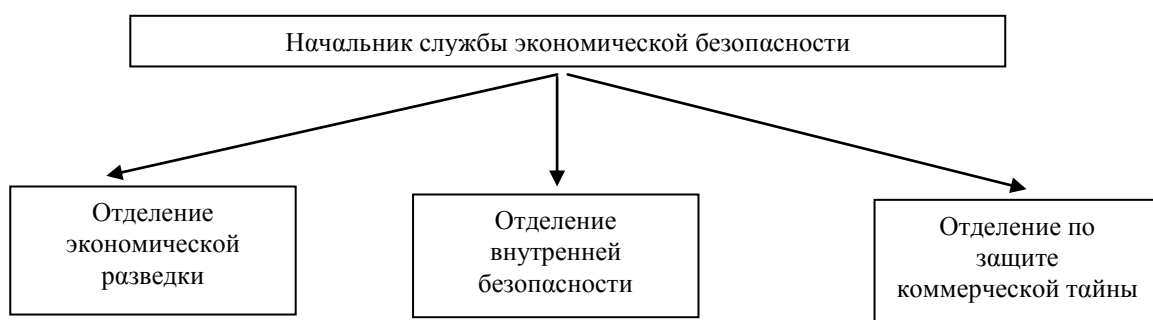 Начальник службы экономической безопасности
Отделение
экономической
разведки
Отделение
внутренней
безопасности
Отделение по
защите
коммерческой тайны